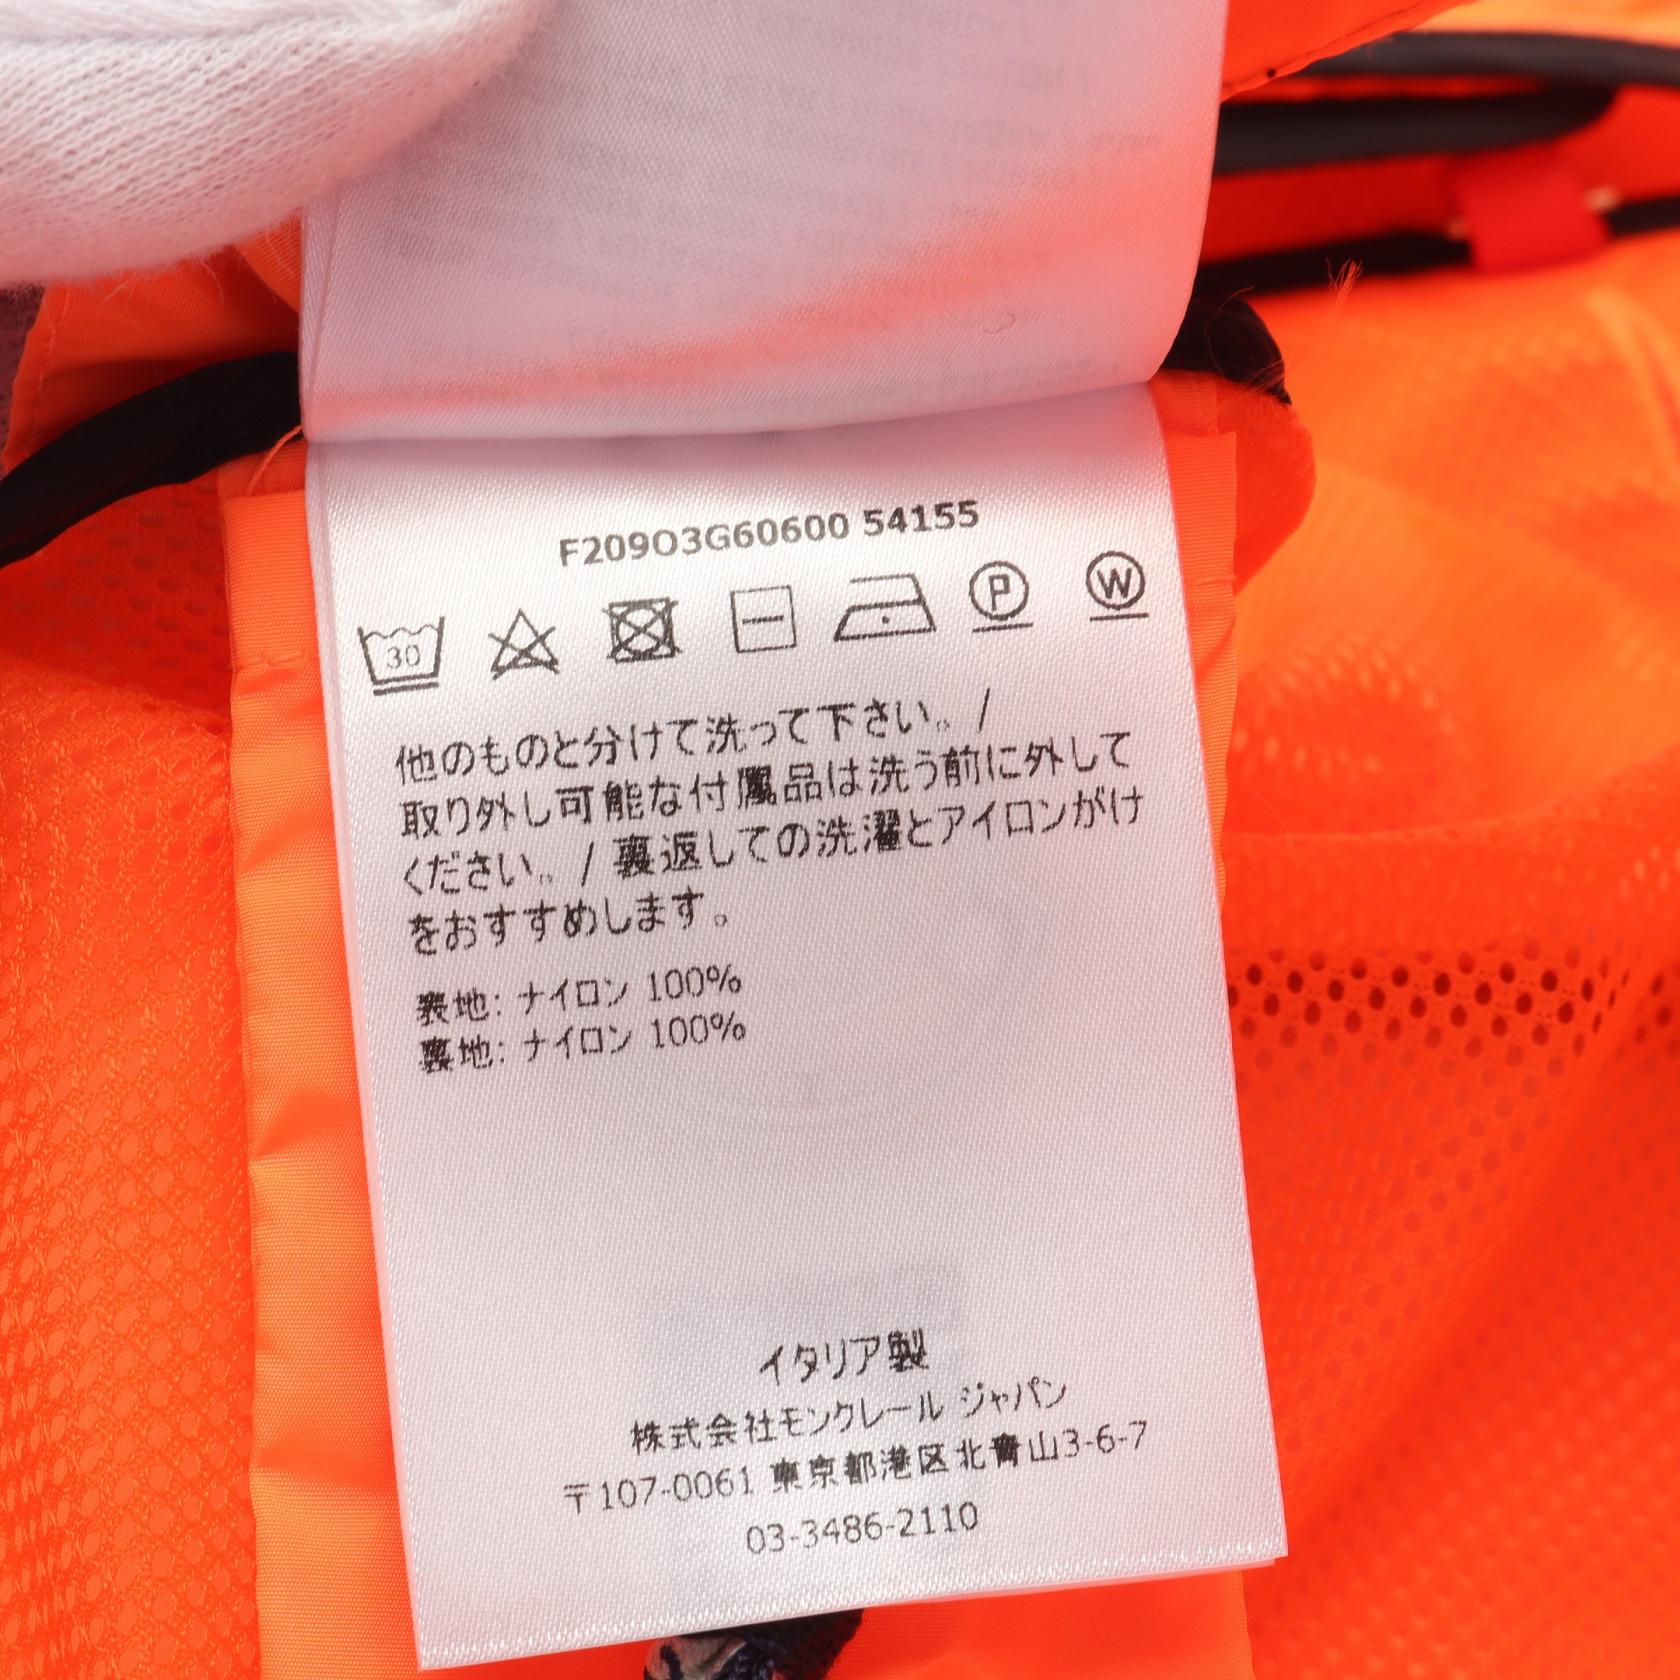 F209O3G60600 54155
30
P
W
他のものと分けて洗って下さい。 /
取り外し可能な付属品は洗う前に外して
ください。 / 裏返しての洗濯とアイロンがけ
をおすすめします。
表地: ナイロン 100%
裏地: ナイロン 100%
イタリア製
株式会社モンクレール ジャパン
〒107-0061 東京都港区北青山3-6-7
03-3486-2110